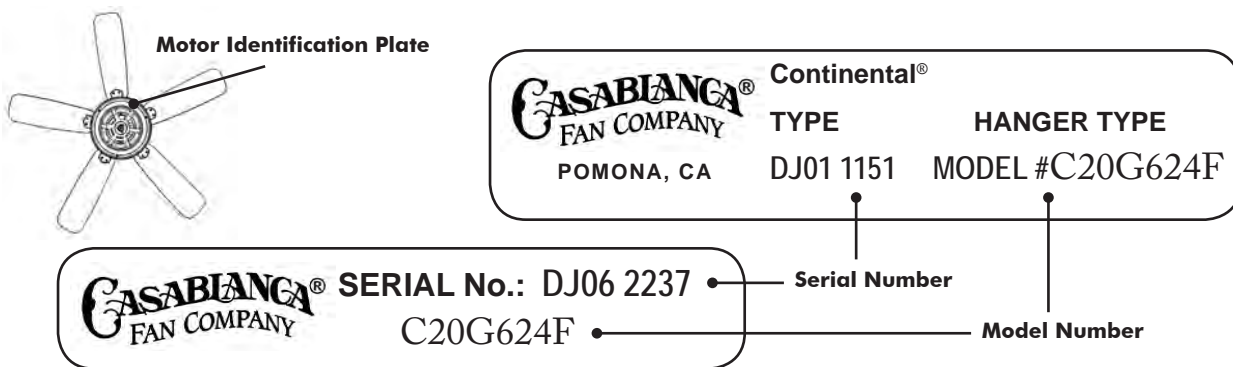 Motor Identification Plate
CASABLANCA®
FAN COMPANY
POMONA, CA
Continental®
TYPE HANGER TYPE
DJ01 1151 MODEL #C20G624F
Serial Number
CASABLANCA®
FAN COMPANY
SERIAL No.: DJ06 2237
C20G624F
Model Number